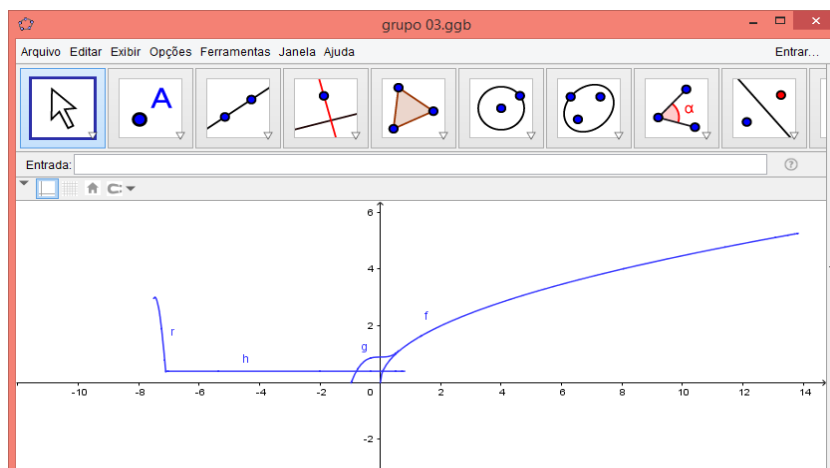 grupo 03.ggb
Arquivo Editar Exibir Opções Ferramentas Janela Ajuda Entrar...
A
α
Entrada:
6
4
f
2
r
g
h
-10 -8 -6 -4 -2 0 2 4 6 8 10 12 14
-2